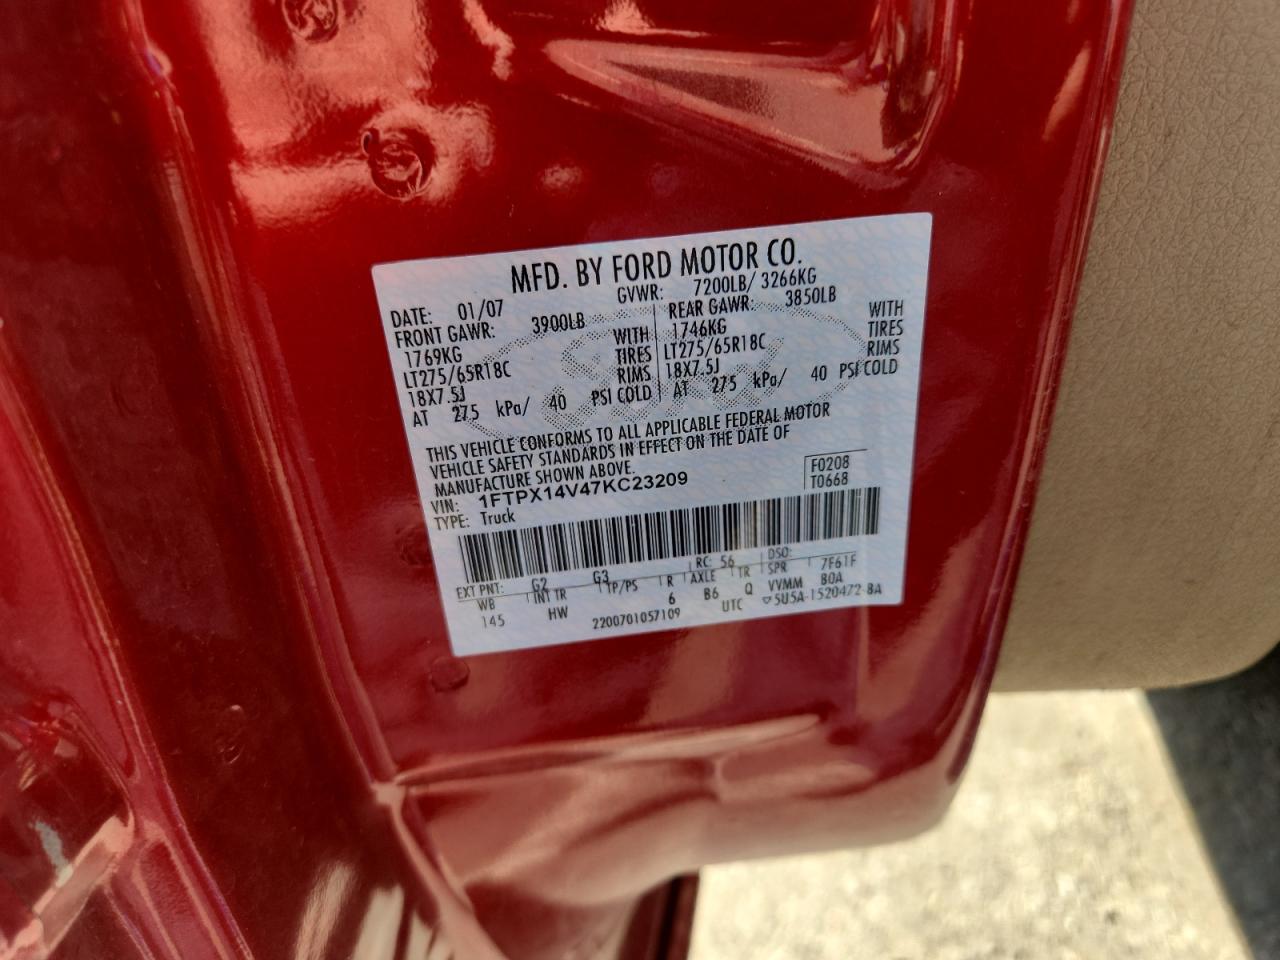 MFD. BY FORD MOTOR CO.
DATE: 01/07 GVWR: 7200LB/ 3266KG
FRONT GAWR: 3900LB REAR GAWR: 3850LB
1769KG WITH 1746KG WITH
LT275/65R18C TIRES LT275/65R18C TIRES
18X7.5J RIMS 18X7.5J RIMS
AT 275 kPa/ 40 PSI COLD AT 275 kPa/ 40 PSI COLD
THIS VEHICLE CONFORMS TO ALL APPLICABLE FEDERAL MOTOR
VEHICLE SAFETY STANDARDS IN EFFECT ON THE DATE OF
MANUFACTURE SHOWN ABOVE.
VIN: 1FTPX14V47KC23209 F0208
TYPE: Truck T0668
EXT PNT: G2 G3 RC: 56 DSO:
WB INT TR TP/PS R AXLE TR SPR 7F61F
145 HW 6 B6 Q VVMM BOA
2200701057109 UTC ▽5U5A-1520472-BA